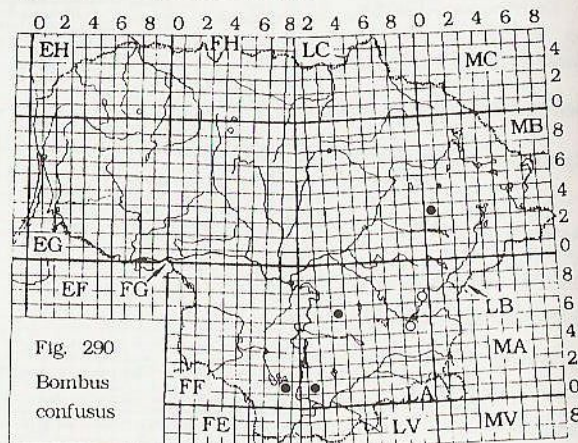 4 8 2 6 0 4 8 2 6 0 4 8 2 6 0 4 8
EH FH LC MC
4
2
0
MB
8
6
4
2
EG 0
EF FG LB 8
Fig. 290 6
Bombus MA 4
confusus FF LA 2
0
FE LV MV 8